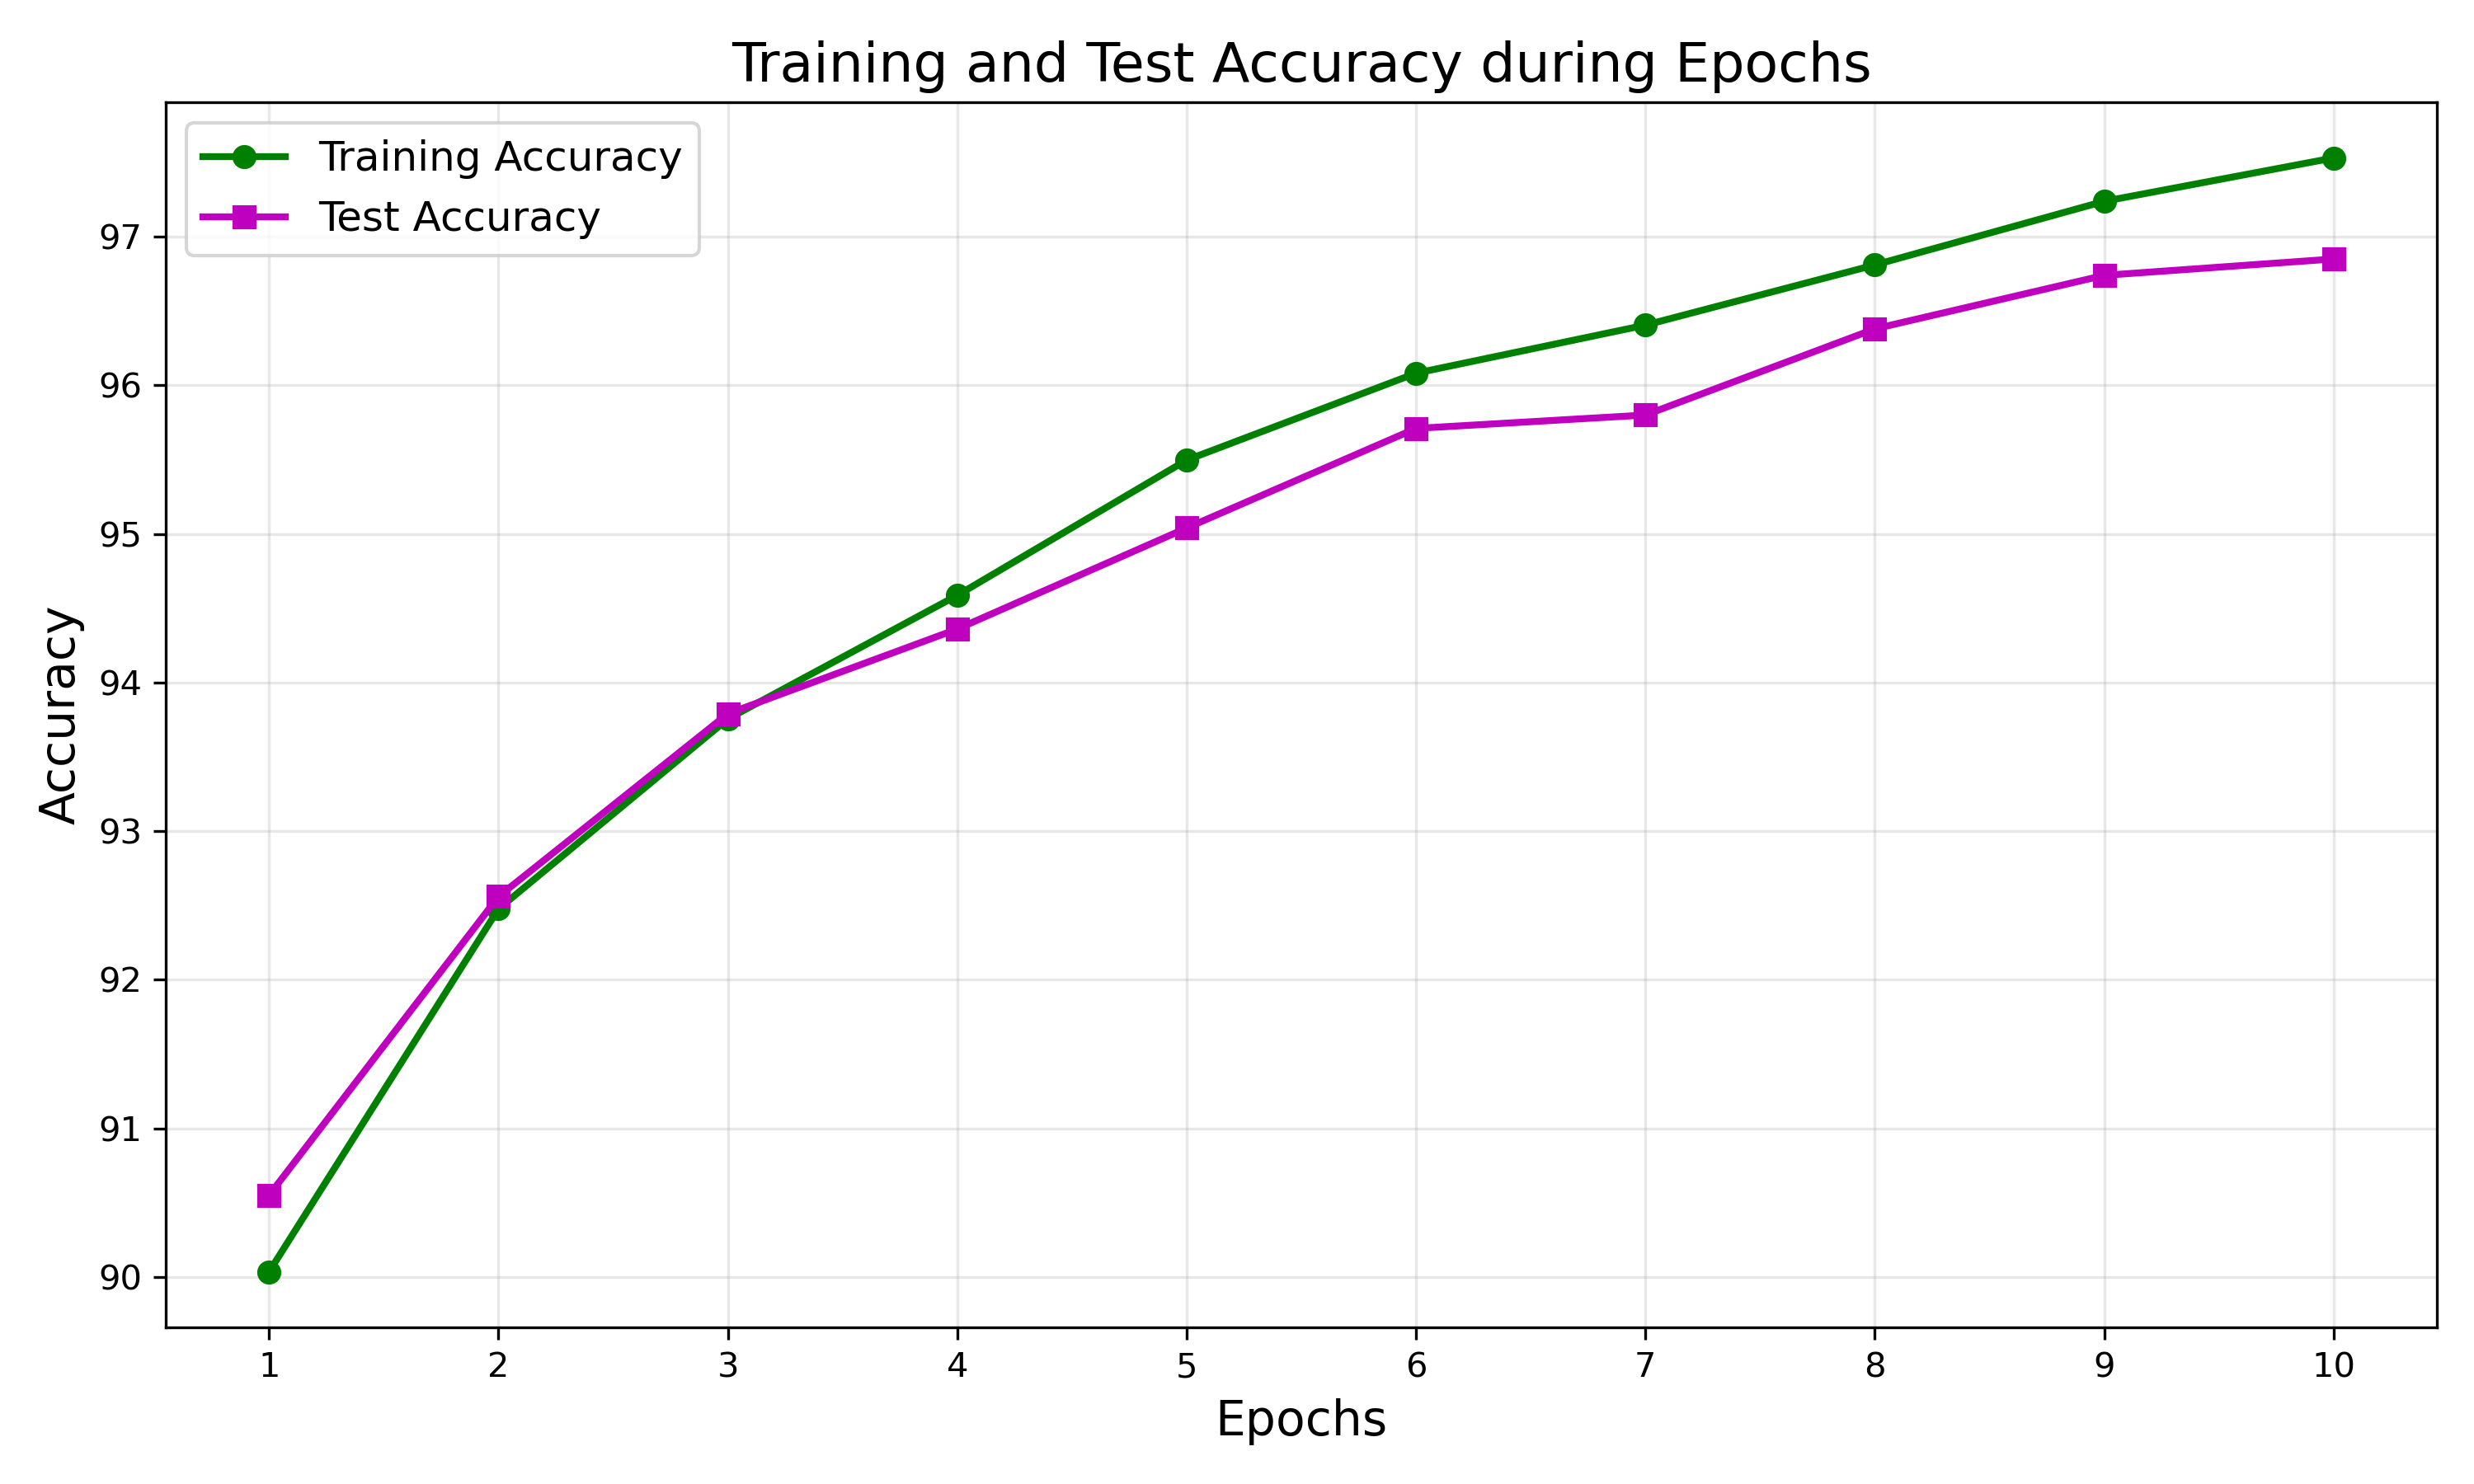 Training and Test Accuracy during Epochs
Training Accuracy
Test Accuracy
97
96
95
94
93
92
91
90
Accuracy
1 2 3 4 5 6 7 8 9 10
Epochs